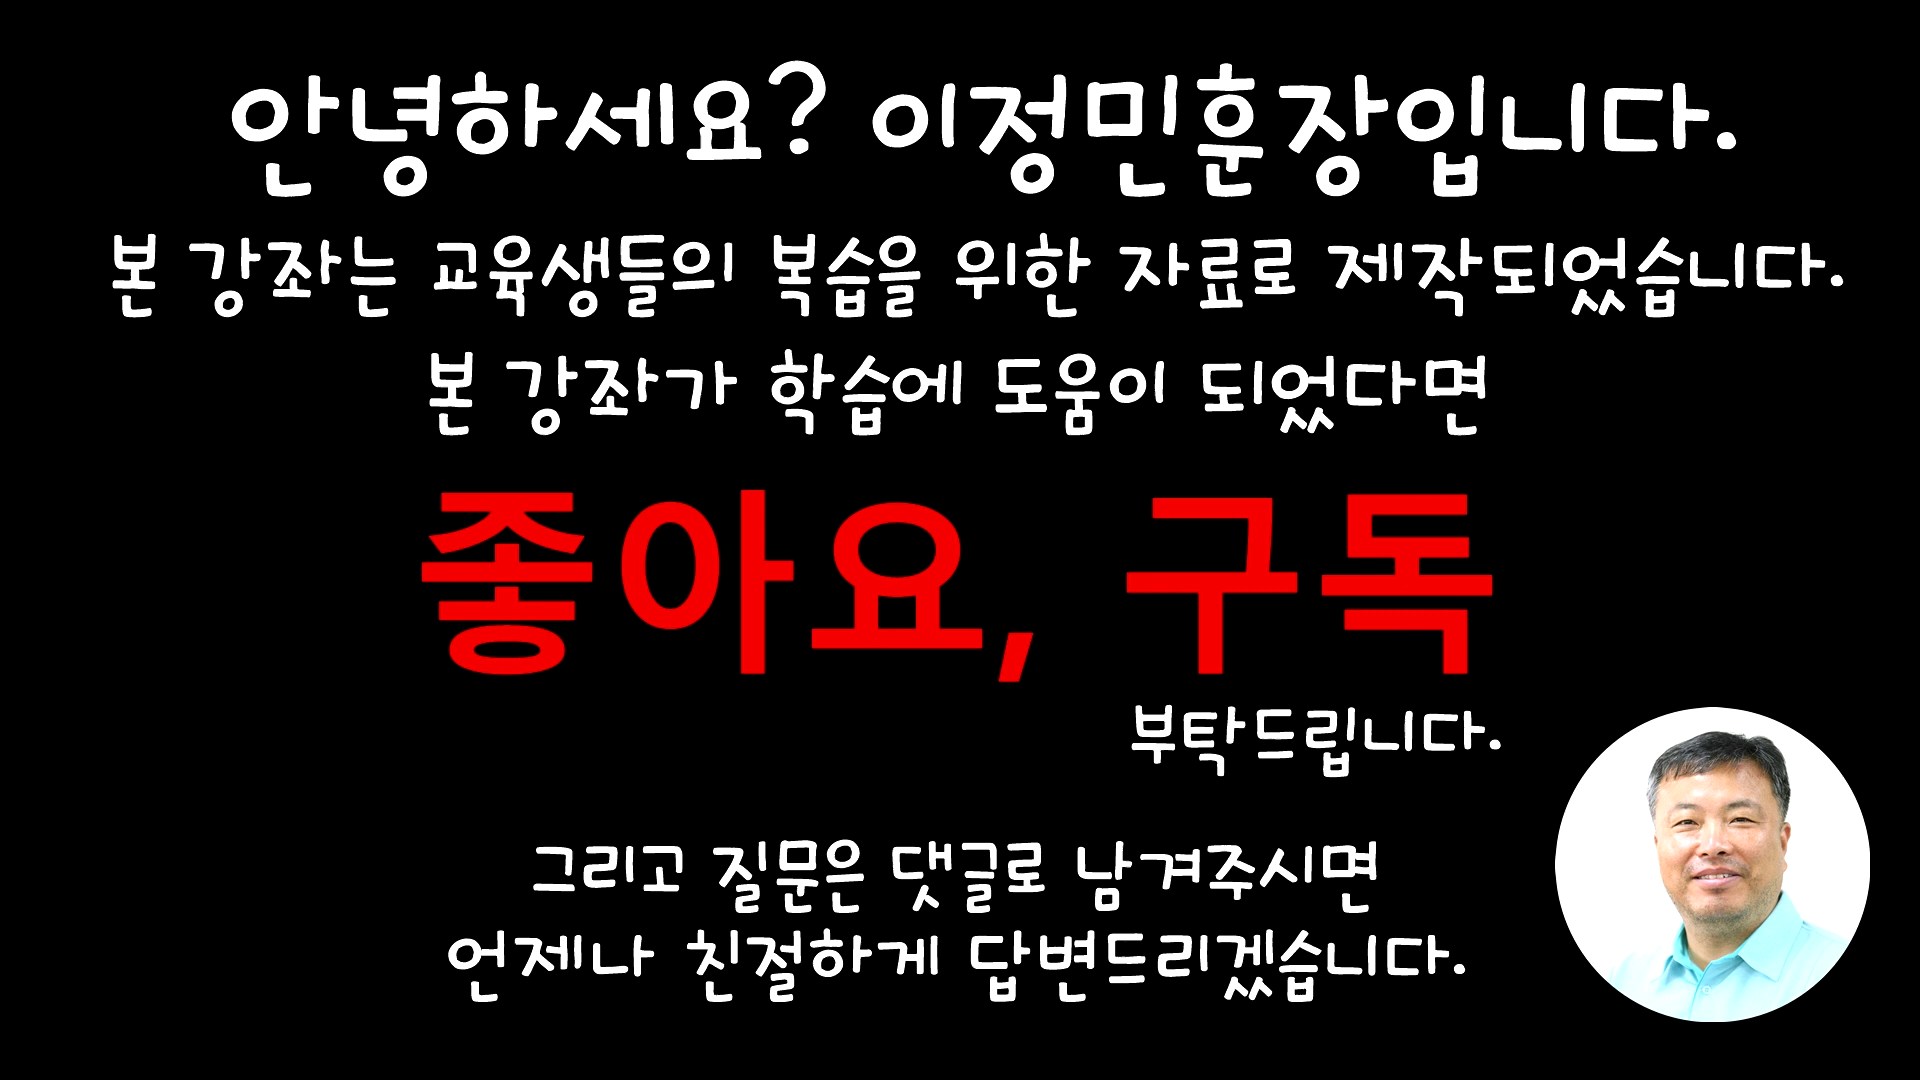 안녕하세요? 이정민훈장입니다.
본 강좌는 교육생들의 복습을 위한 자료로 제작되었습니다.
본 강좌가 학습에 도움이 되었다면
좋아요, 구독
부탁드립니다.
그리고 질문은 댓글로 남겨주시면
언제나 친절하게 답변드리겠습니다.